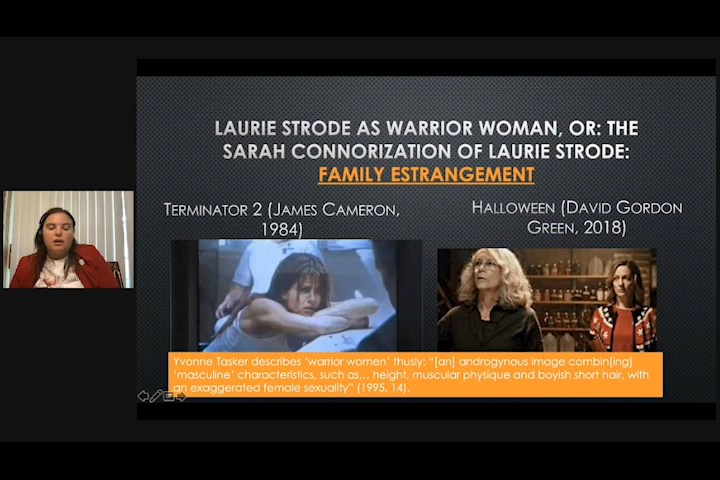 LAURIE STRODE AS WARRIOR WOMAN, OR: THE
SARAH CONNORIZATION OF LAURIE STRODE:
FAMILY ESTRANGEMENT
TERMINATOR 2 (JAMES CAMERON,
1984)
HALLOWEEN (DAVID GORDON
GREEN, 2018)
Yvonne Tasker describes ‘warrior women’ thusly: “[an] androgynous image combin[ing]
‘masculine’ characteristics, such as… height, muscular physique and boyish short hair, with
an exaggerated female sexuality” (1995, 14).